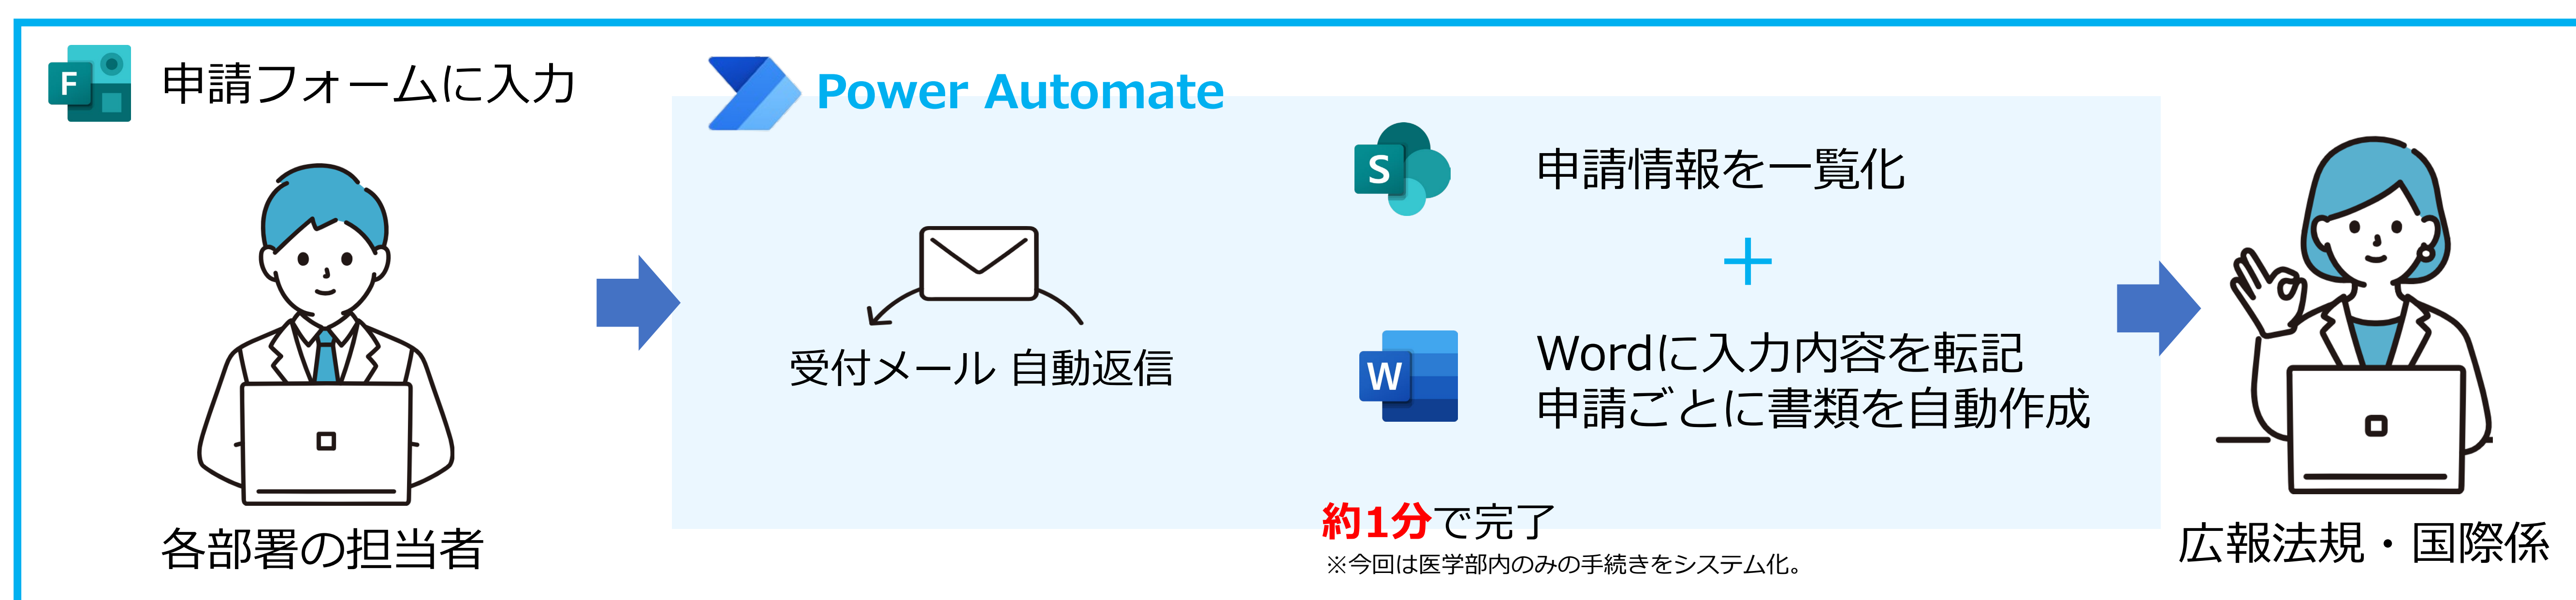 F
申請フォームに入力
各部署の担当者
Power Automate
受付メール 自動返信
S
申請情報を一覧化
＋
W
Wordに入力内容を転記
申請ごとに書類を自動作成
約1分で完了
※今回は医学部内のみの手続きをシステム化。
広報法規・国際係